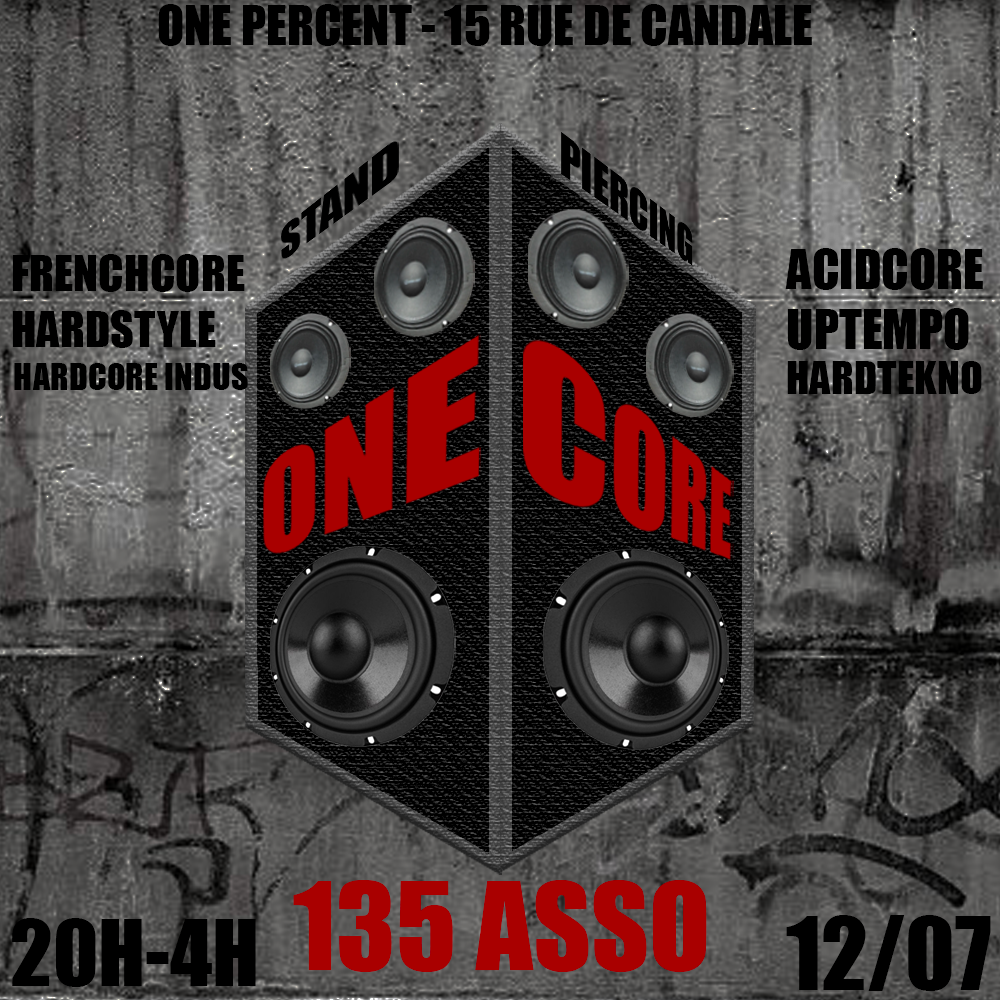 ONE PERCENT - 15 RUE DE CANDALE
STAND PIERCING
FRENCHCORE
HARDSTYLE
HARDCORE INDUS
ACIDCORE
UPTEMPO
HARDTEKNO
ONE CORE
135 ASSO
20H-4H
12/07